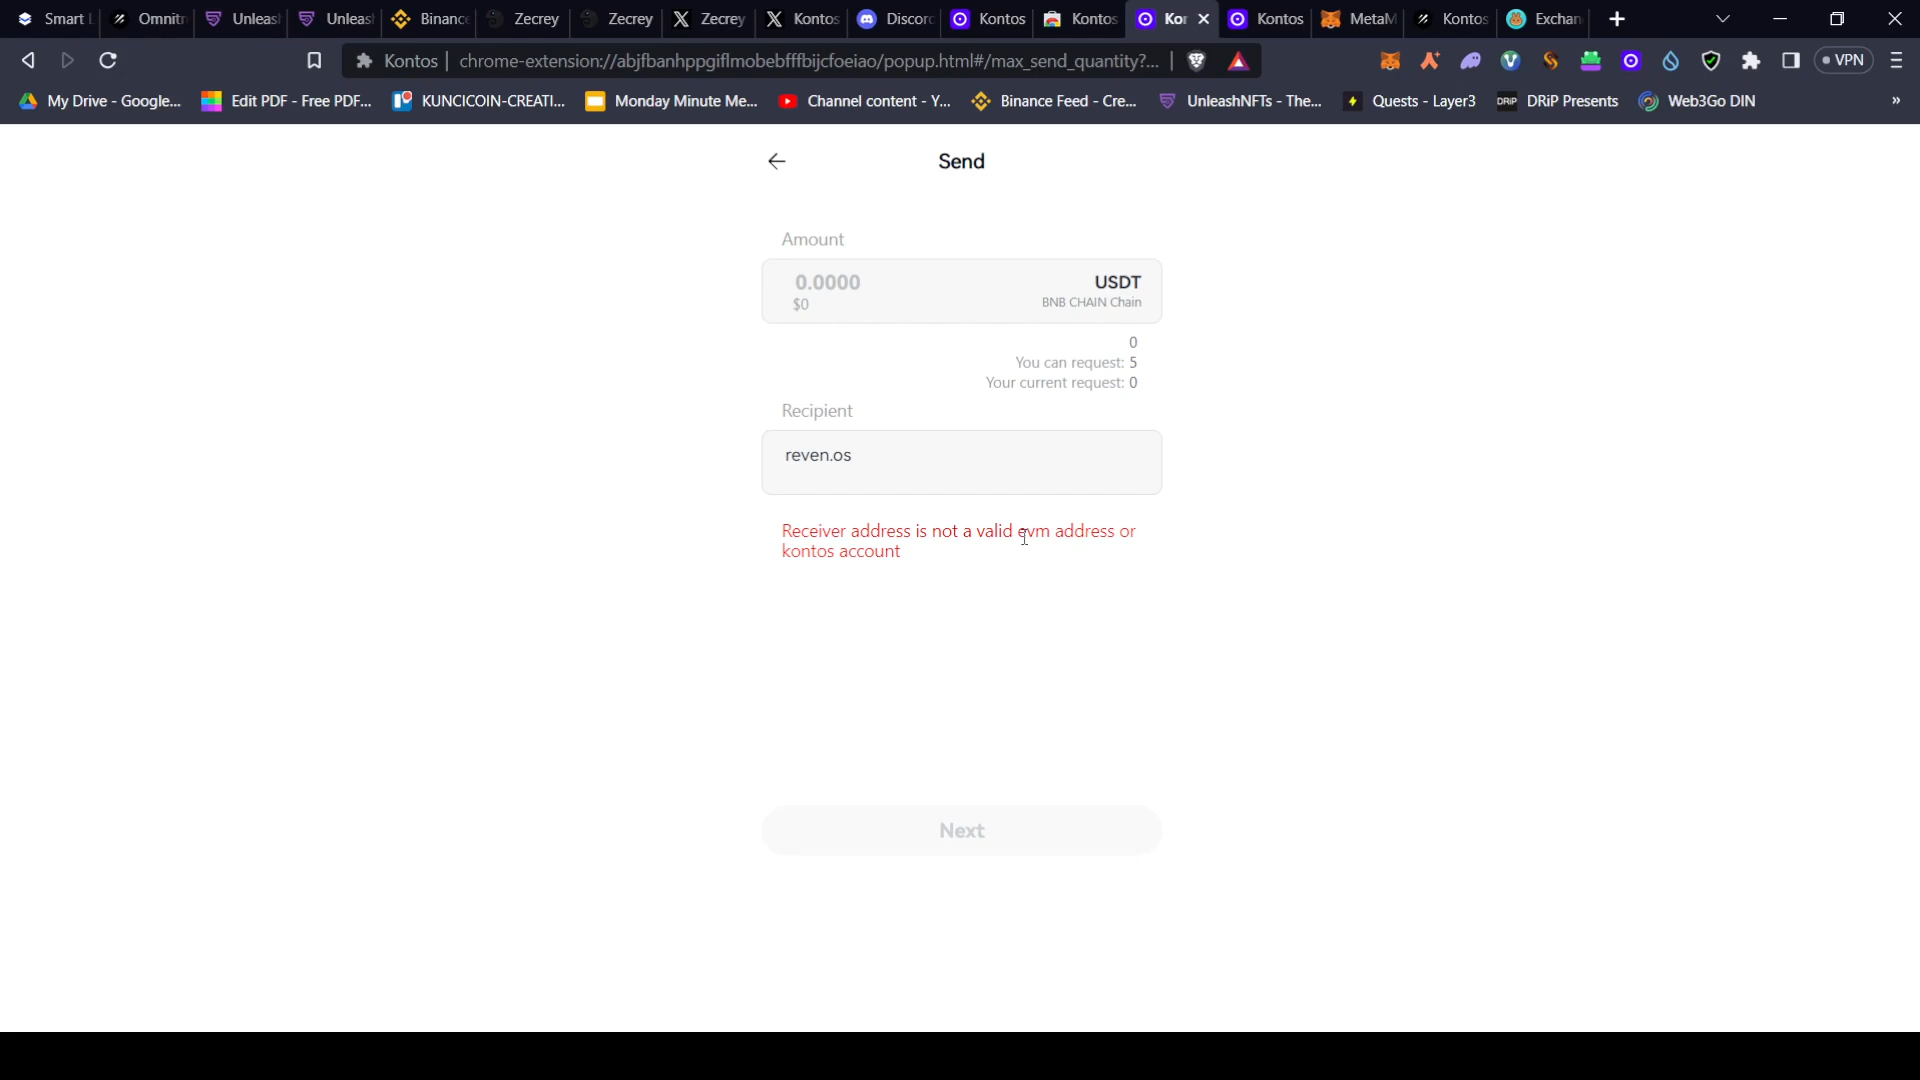 Smart L
Omnitr
Unleas
Unleas
Binanc
Zecrey
Zecrey
Zecrey
Kontos
Discor
Kontos
Kontos
Kor
Kontos
MetaM
Kontos
Exchan
Kontos
chrome-extension://abjfbanhppgiflmobebfffbijcfoeiao/popup.html#/max_send_quantity?...
VPN
My Drive - Google...
Edit PDF - Free PDF...
KUNCICOIN-CREATI...
Monday Minute Me...
Channel content - Y...
Binance Feed - Cre...
UnleashNFTs - The...
Quests - Layer3
DRiP
DRiP Presents
Web3Go DIN
»
Send
Amount
0.0000
USDT
$0
BNB CHAIN Chain
0
You can request: 5
Your current request: 0
Recipient
reven.os
Receiver address is not a valid evm address or
kontos account
Next